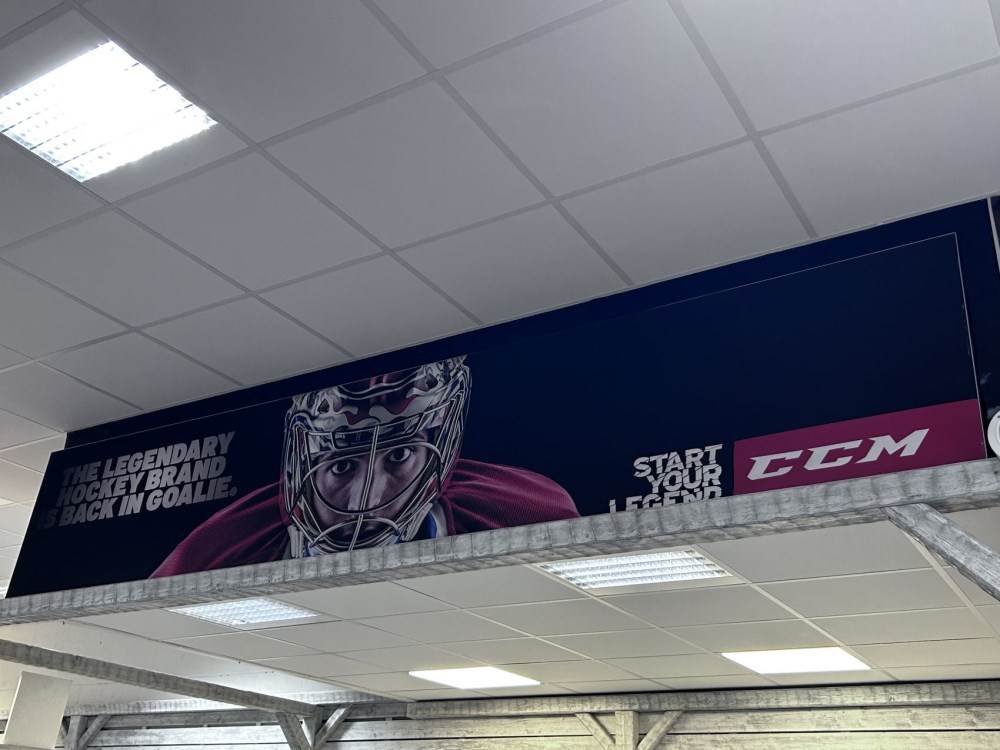 THE LEGENDARY
HOCKEY BRAND
IS BACK IN GOALIE.
START
YOUR
LEGEND
CCM